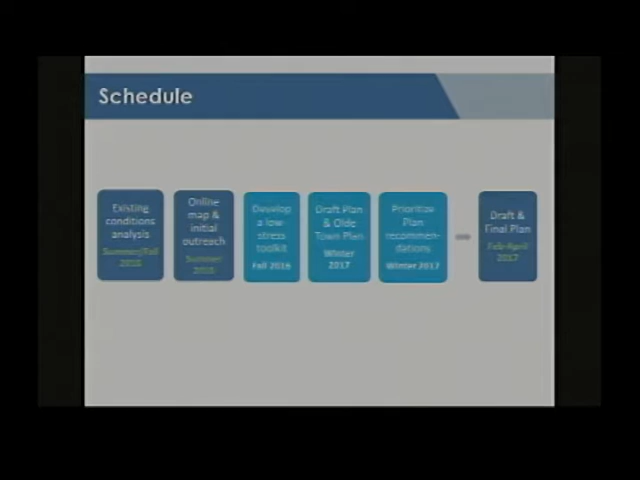 Schedule
Existing
conditions
analysis
Summer/Fall
2016
Online
map &
initial
outreach
Summer
2016
Develop
a low-
stress
toolkit
Fall 2016
Draft Plan
& Olde
Town Plan
Winter
2017
Prioritize
Plan
recommen-
dations
Winter 2017
Draft &
Final Plan
Feb-April
2017